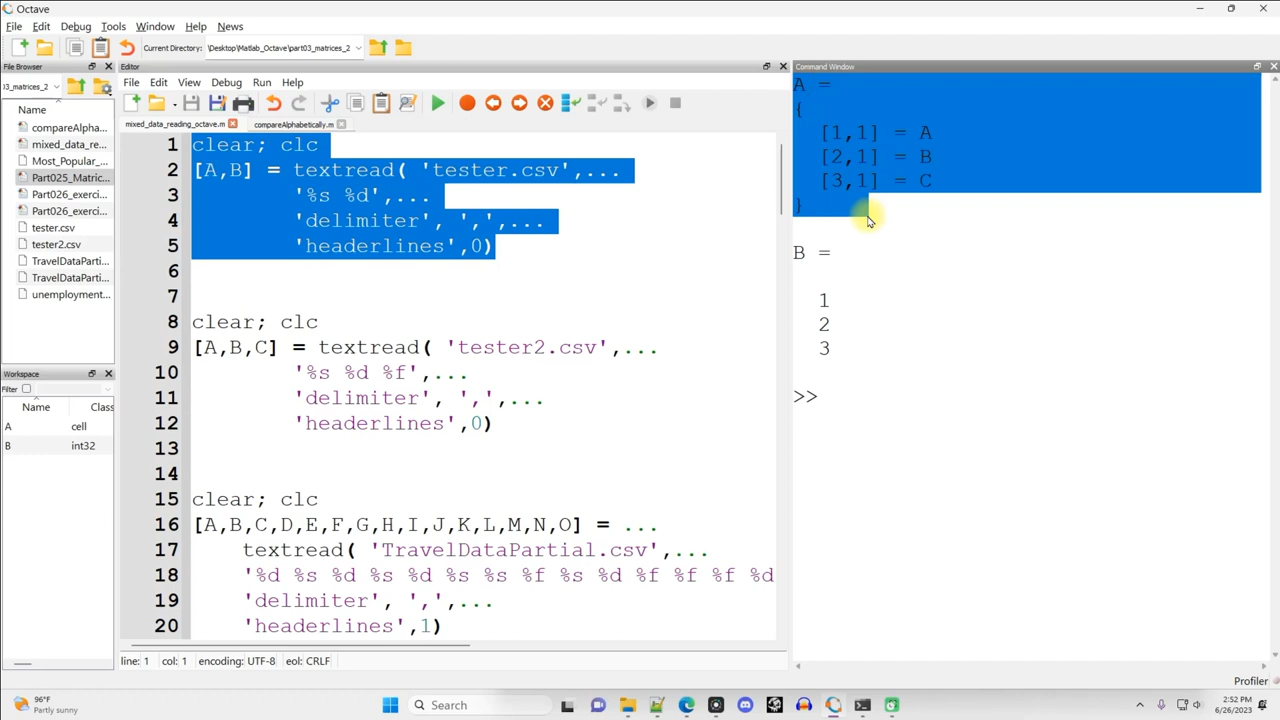 Octave
File Edit Debug Tools Window Help News
Current Directory: \Desktop\Matlab_Octave\part03_matrices_2
File Browser
03_matrices_2
Name
compareAlpha...
mixed_data_re...
Most_Popular_...
Part025_Matric...
Part026_exerci...
Part026_exerci...
tester.csv
tester2.csv
TravelDataParti...
TravelDataParti...
unemployment...
Workspace
Filter
Name Class
A cell
B int32
Editor
File Edit View Debug Run Help
mixed_data_reading_octave.m compareAlphabetically.m
1 clear; clc
2 [A,B] = textread( 'tester.csv',...
3 '%s %d',...
4 'delimiter', ',',...
5 'headerlines',0)
6
7
8 clear; clc
9 [A,B,C] = textread( 'tester2.csv',...
10 '%s %d %f',...
11 'delimiter', ',',...
12 'headerlines',0)
13
14
15 clear; clc
16 [A,B,C,D,E,F,G,H,I,J,K,L,M,N,O] = ...
17 textread( 'TravelDataPartial.csv',...
18 '%d %s %d %s %d %s %s %f %s %d %f %f %f %d
19 'delimiter', ',',...
20 'headerlines',1)
line: 1 col: 1 encoding: UTF-8 eol: CRLF
Command Window
A =
{
[1,1] = A
[2,1] = B
[3,1] = C
}
B =
1
2
3
>>
Profiler
96°F
Partly sunny
Search
2:52 PM
6/26/2023